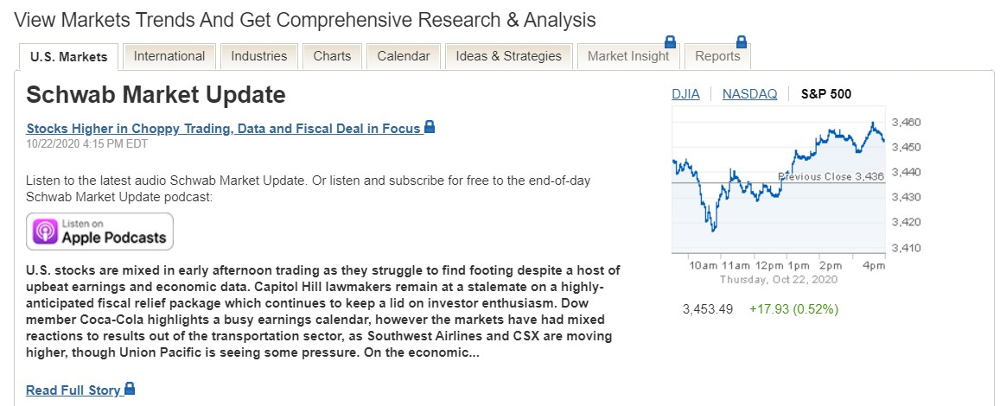 View Markets Trends And Get Comprehensive Research & Analysis
U.S. Markets International Industries Charts Calendar Ideas & Strategies Market Insight Reports
Schwab Market Update
Stocks Higher in Choppy Trading, Data and Fiscal Deal in Focus
10/22/2020 4:15 PM EDT
Listen to the latest audio Schwab Market Update. Or listen and subscribe for free to the end-of-day
Schwab Market Update podcast:
Listen on
Apple Podcasts
U.S. stocks are mixed in early afternoon trading as they struggle to find footing despite a host of
upbeat earnings and economic data. Capitol Hill lawmakers remain at a stalemate on a highly-
anticipated fiscal relief package which continues to keep a lid on investor enthusiasm. Dow
member Coca-Cola highlights a busy earnings calendar, however the markets have had mixed
reactions to results out of the transportation sector, as Southwest Airlines and CSX are moving
higher, though Union Pacific is seeing some pressure. On the economic...
Read Full Story
DJIA NASDAQ S&P 500
3,460
3,450
3,440
Previous Close 3,436
3,430
3,420
3,410
10am 11am 12pm 1pm 2pm 4pm
Thursday, Oct 22, 2020
3,453.49 +17.93 (0.52%)